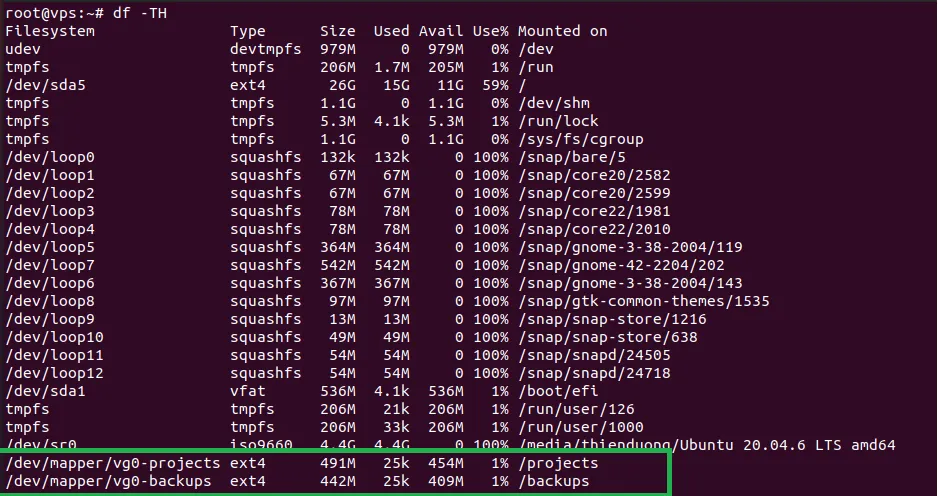 root@vps:~# df -TH
Filesystem               Type      Size  Used Avail Use% Mounted on
udev                     devtmpfs  979M     0  979M   0% /dev
tmpfs                    tmpfs     206M  1.7M  205M   1% /run
/dev/sda5                ext4       26G   15G   11G  59% /
tmpfs                    tmpfs     1.1G     0  1.1G   0% /dev/shm
tmpfs                    tmpfs     5.3M  4.1k  5.3M   1% /run/lock
tmpfs                    tmpfs     1.1G     0  1.1G   0% /sys/fs/cgroup
/dev/loop0               squashfs  132k  132k     0 100% /snap/bare/5
/dev/loop1               squashfs   67M   67M     0 100% /snap/core20/2582
/dev/loop2               squashfs   67M   67M     0 100% /snap/core20/2599
/dev/loop3               squashfs   78M   78M     0 100% /snap/core22/1981
/dev/loop4               squashfs   78M   78M     0 100% /snap/core22/2010
/dev/loop5               squashfs  364M  364M     0 100% /snap/gnome-3-38-2004/119
/dev/loop7               squashfs  542M  542M     0 100% /snap/gnome-42-2204/202
/dev/loop6               squashfs  367M  367M     0 100% /snap/gnome-3-38-2004/143
/dev/loop8               squashfs   97M   97M     0 100% /snap/gtk-common-themes/1535
/dev/loop9               squashfs   13M   13M     0 100% /snap/snap-store/1216
/dev/loop10              squashfs   49M   49M     0 100% /snap/snap-store/638
/dev/loop11              squashfs   54M   54M     0 100% /snap/snapd/24505
/dev/loop12              squashfs   54M   54M     0 100% /snap/snapd/24718
/dev/sda1                vfat      536M  4.1k  536M   1% /boot/efi
tmpfs                    tmpfs     206M   21k  206M   1% /run/user/126
tmpfs                    tmpfs     206M   33k  206M   1% /run/user/1000
/dev/sr0                 iso9660   4.4G  4.4G     0 100% /media/thienduong/Ubuntu 20.04.6 LTS amd64
/dev/mapper/vg0-projects ext4      491M   25k  454M   1% /projects
/dev/mapper/vg0-backups  ext4      442M   25k  409M   1% /backups